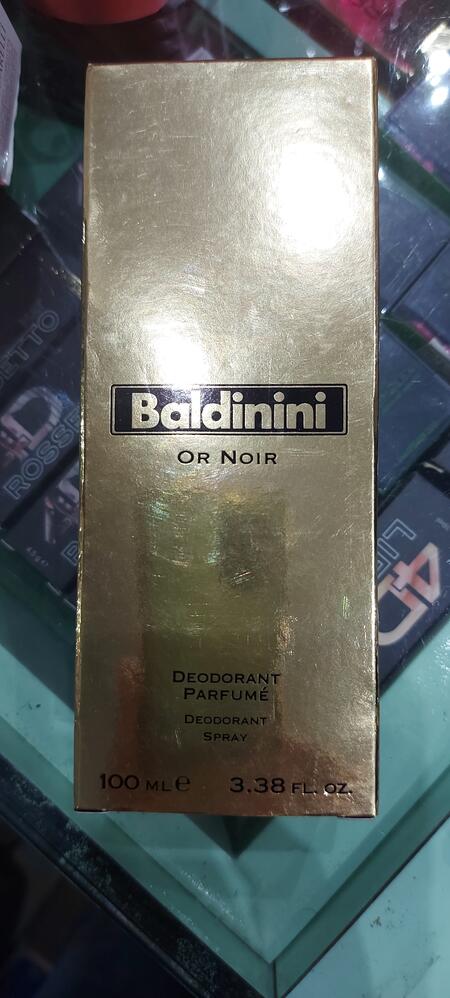 Baldinini
OR NOIR
DEODORANT
PARFUMÉ
DEODORANT
SPRAY
100 ML e 3.38 FL. OZ.